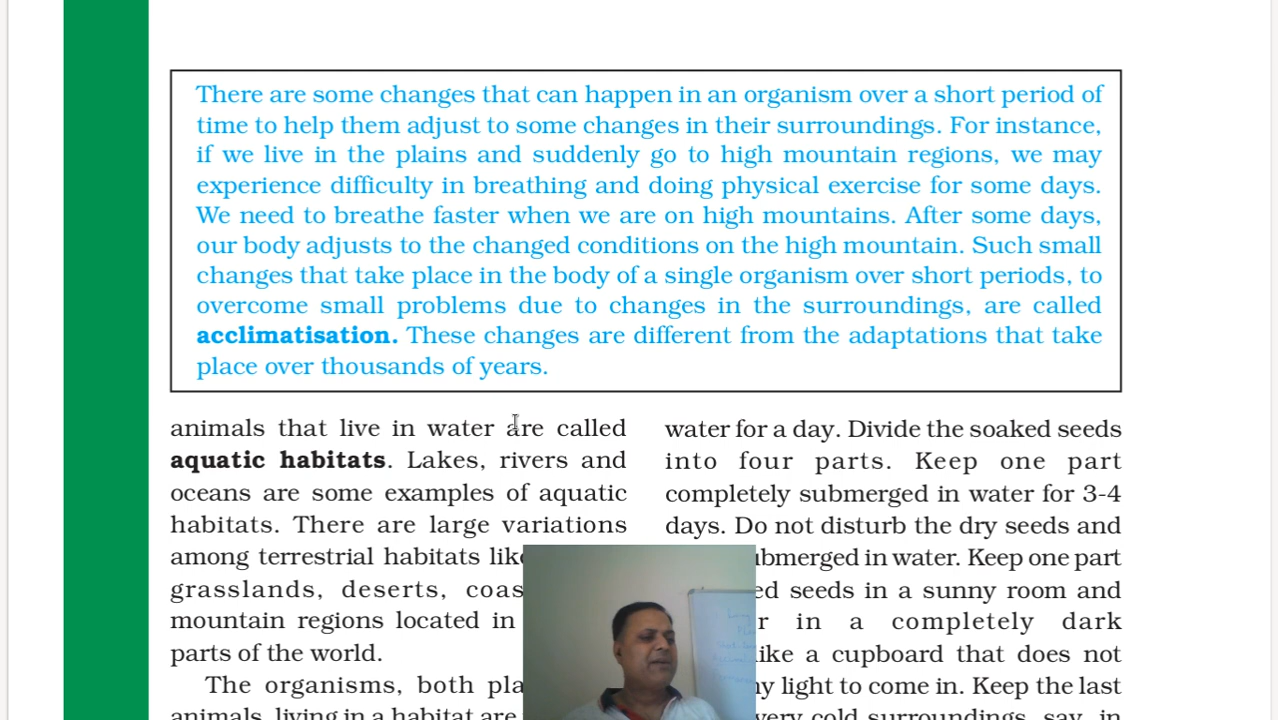 There are some changes that can happen in an organism over a short period of
time to help them adjust to some changes in their surroundings. For instance,
if we live in the plains and suddenly go to high mountain regions, we may
experience difficulty in breathing and doing physical exercise for some days.
We need to breathe faster when we are on high mountains. After some days,
our body adjusts to the changed conditions on the high mountain. Such small
changes that take place in the body of a single organism over short periods, to
overcome small problems due to changes in the surroundings, are called
acclimatisation. These changes are different from the adaptations that take
place over thousands of years.
animals that live in water are called
aquatic habitats. Lakes, rivers and
oceans are some examples of aquatic
habitats. There are large variations
among terrestrial habitats
grasslands, deserts,
mountain regions located in
parts of the world.
The organisms, both
animals, living in a habitat are
water for a day. Divide the soaked seeds
into four parts. Keep one part
completely submerged in water for 3-4
days. Do not disturb the dry seeds and
in water. Keep one part
seeds in a sunny room and
in a completely dark
like a cupboard that does not
light to come in. Keep the last
very cold surroundings, say, in